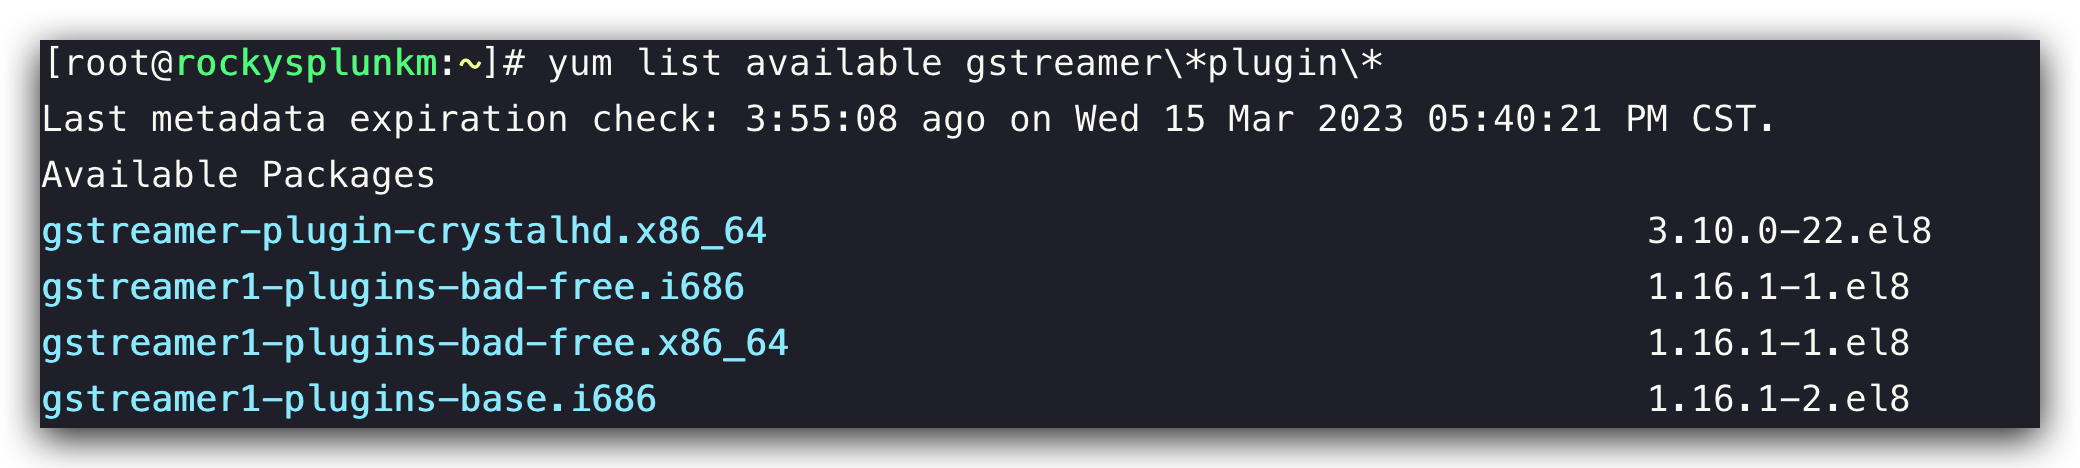 [root@rockysplunkm:~]# yum list available gstreamer\*plugin\*
Last metadata expiration check: 3:55:08 ago on Wed 15 Mar 2023 05:40:21 PM CST.
Available Packages
gstreamer-plugin-crystalhd.x86_64 3.10.0-22.el8
gstreamer1-plugins-bad-free.i686 1.16.1-1.el8
gstreamer1-plugins-bad-free.x86_64 1.16.1-1.el8
gstreamer1-plugins-base.i686 1.16.1-2.el8